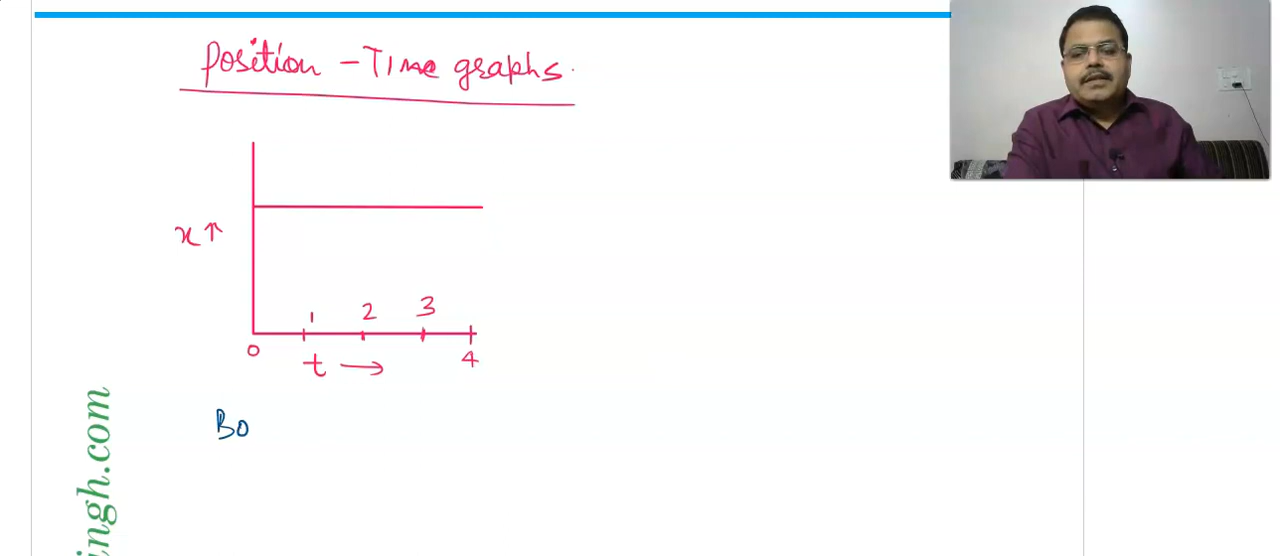 Position - Time graphs.
x↑
1 2 3
0 4
t →
Bo
ingh.com